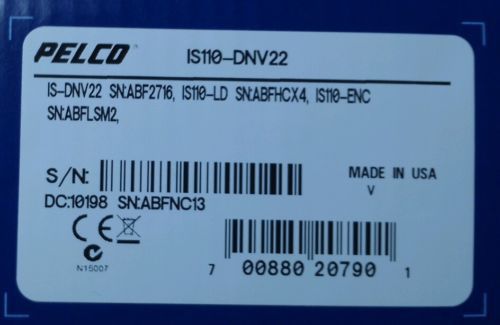 PELCO IS110-DNV22
IS-DNV22 SN:ABF2716, IS110-LD SN:ABFHCX4, IS110-ENC
SN:ABFLSM2,
S/N:
MADE IN USA
V
DC:10198 SN:ABFNC13
CE
N15007
7 00880 20790 1